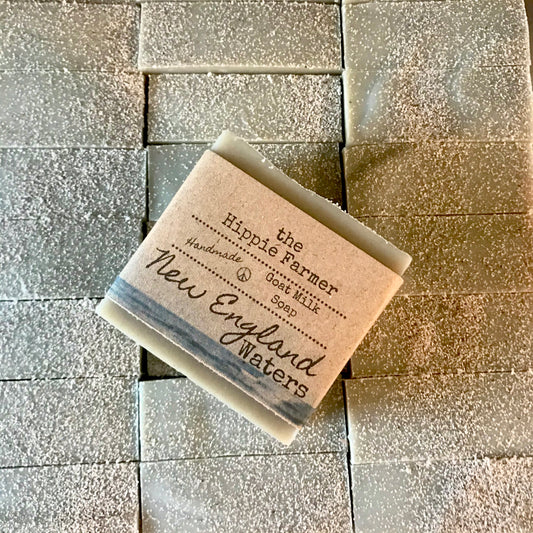 the
Hippie Farmer
Handmade Goat Milk
Soap
New England
Waters